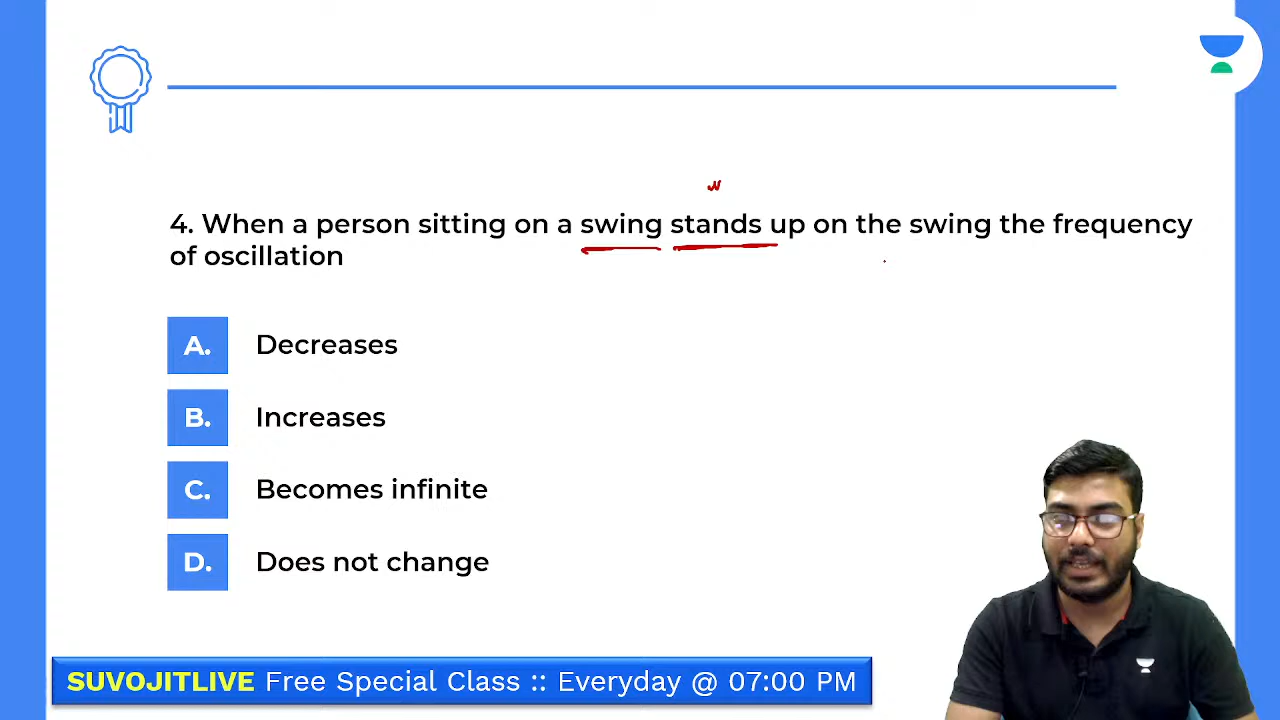 4. When a person sitting on a swing stands up on the swing the frequency
of oscillation
A. Decreases
B. Increases
C. Becomes infinite
D. Does not change
SUVOJITLIVE Free Special Class :: Everyday @ 07:00 PM